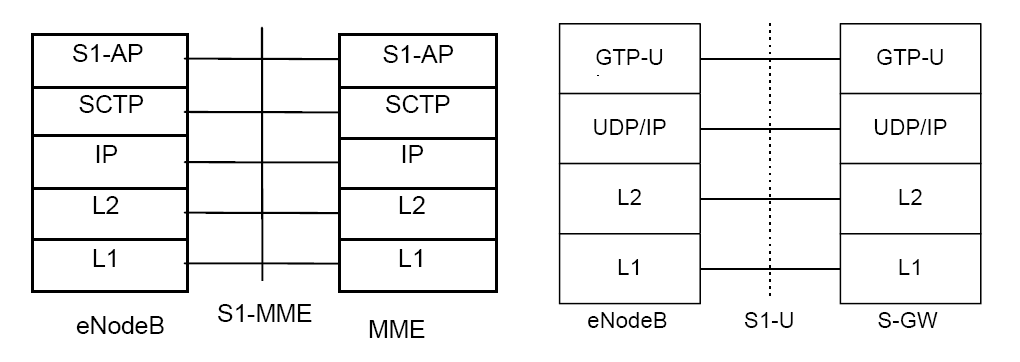 S1-AP S1-AP
SCTP SCTP
IP IP
L2 L2
L1 L1
eNodeB S1-MME MME
GTP-U GTP-U
UDP/IP UDP/IP
L2 L2
L1 L1
eNodeB S1-U S-GW